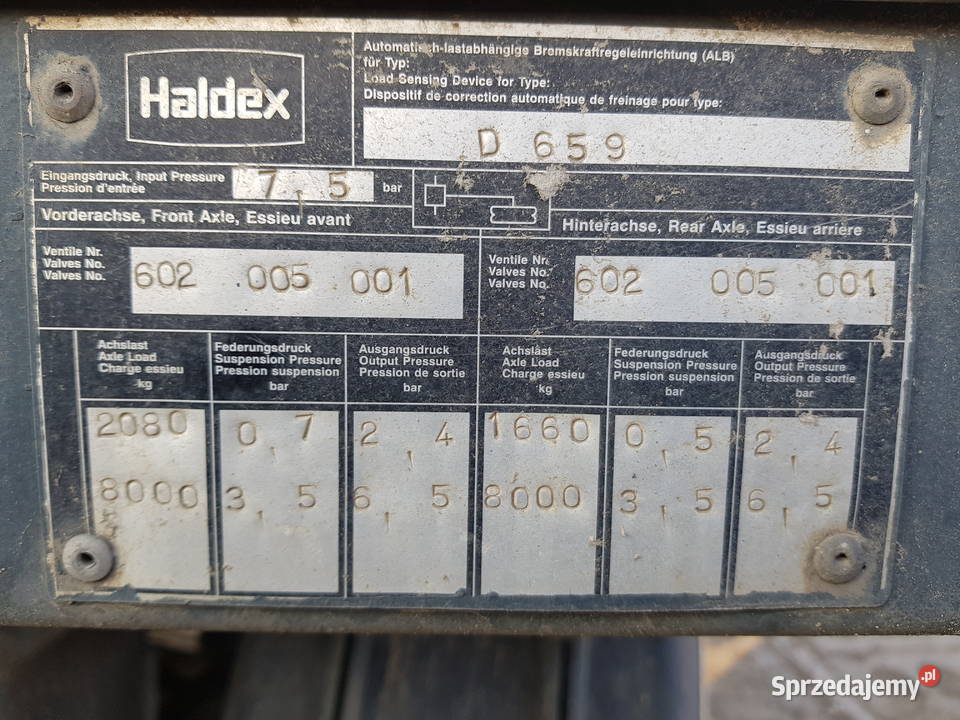 Haldex
Automatisch-lastabhängige Bremskraftregeleinrichtung (ALB)
für Typ:
Load Sensing Device for Type:
Dispositif de correction automatique de freinage pour type:
D 659
Eingangsdruck, Input Pressure
Pression d'entrée
7,5 bar
Vorderachse, Front Axle, Essieu avant
Hinterachse, Rear Axle, Essieu arrière
Ventile Nr.
Valves No.
Valves No.
602 005 001
Ventile Nr.
Valves No.
Valves No.
602 005 001
Achslast
Axle Load
Charge essieu
kg
Federungsdruck
Suspension Pressure
Pression suspension
bar
Ausgangsdruck
Output Pressure
Pression de sortie
bar
Achslast
Axle Load
Charge essieu
kg
Federungsdruck
Suspension Pressure
Pression suspension
bar
Ausgangsdruck
Output Pressure
Pression de sortie
bar
2080 0,7 2,4 1660 0,5 2,4
8000 3,5 6,5 8000 3,5 6,5
Sprzedajemy.pl